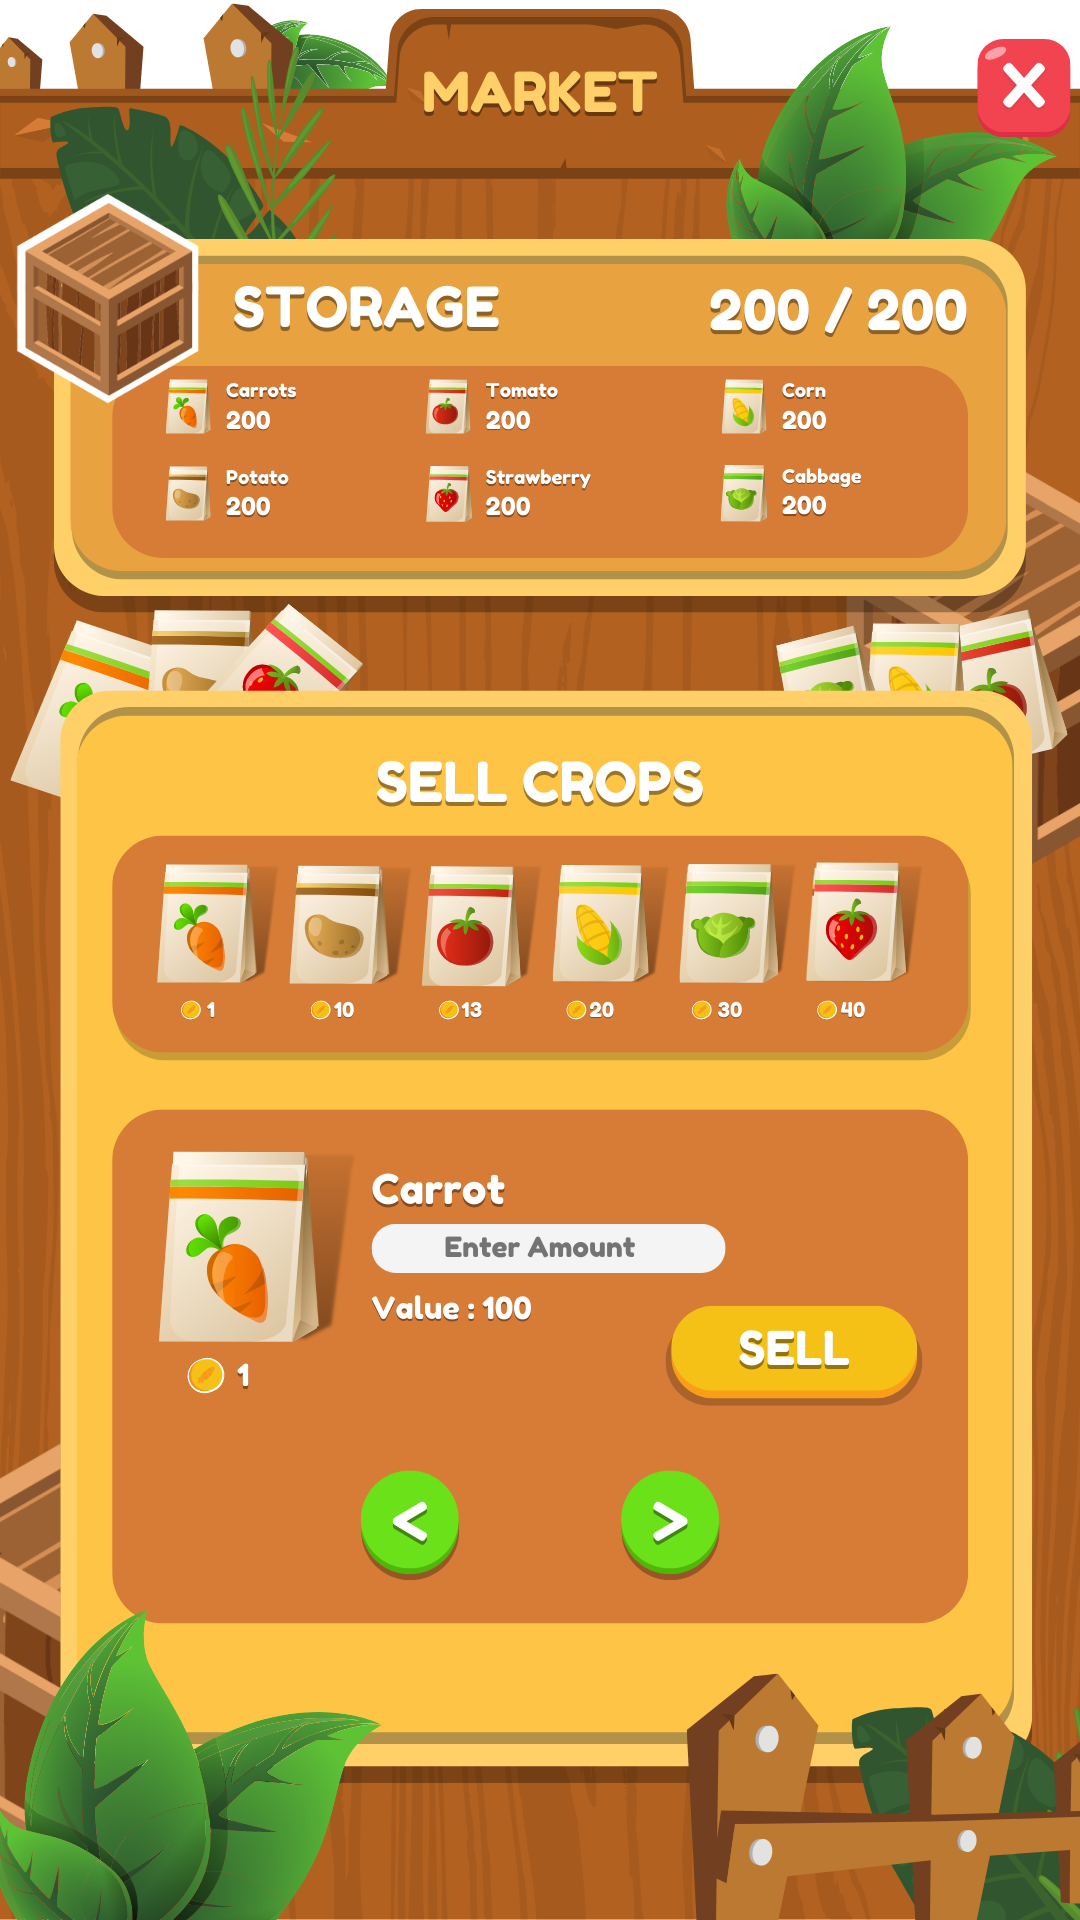 MARKET
STORAGE
200 / 200
Carrots
200
Tomato
200
Corn
200
Potato
200
Strawberry
200
Cabbage
200
SELL CROPS
1
10
13
20
30
40
Carrot
Enter Amount
Value : 100
SELL
1
< >